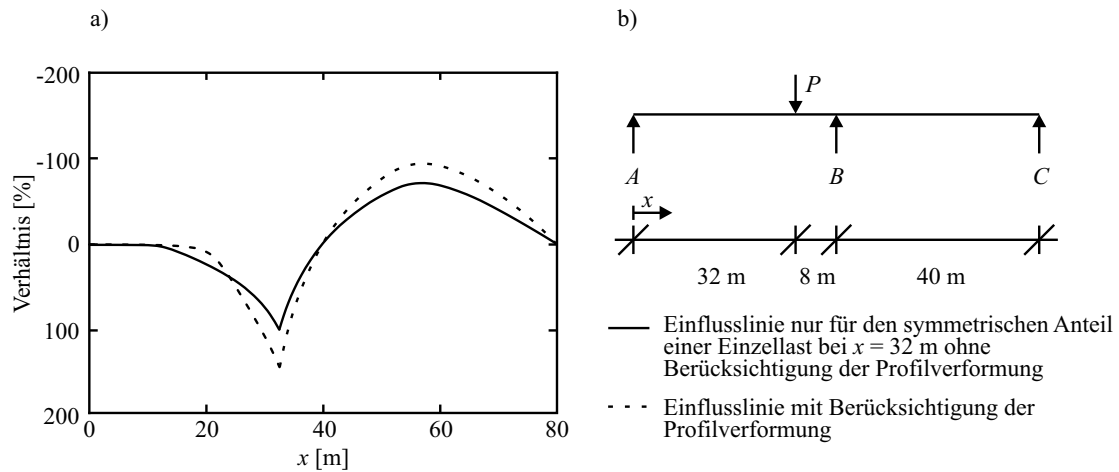 a)
-200
-100
0
100
200
Verhältnis [%]
0
20
40
60
80
x [m]
b)
P
A
B
C
x
32 m
8 m
40 m
Einflusslinie nur für den symmetrischen Anteil
einer Einzellast bei x = 32 m ohne
Berücksichtigung der Profilverformung
Einflusslinie mit Berücksichtigung der
Profilverformung